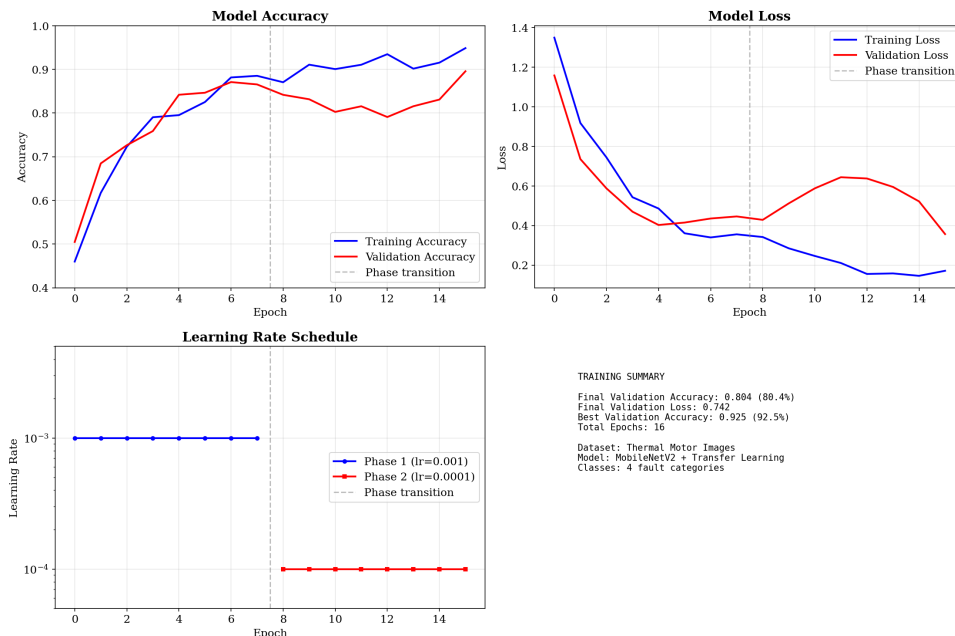 Model Accuracy
1.0
0.9
0.8
0.7
0.6
0.5
0.4
Accuracy
Training Accuracy
Validation Accuracy
Phase transition
0 2 4 6 8 10 12 14
Epoch
Model Loss
1.4
1.2
1.0
0.8
0.6
0.4
0.2
Loss
Training Loss
Validation Loss
Phase transition
0 2 4 6 8 10 12 14
Epoch
Learning Rate Schedule
10⁻³
10⁻⁴
Learning Rate
Phase 1 (lr=0.001)
Phase 2 (lr=0.0001)
Phase transition
0 2 4 6 8 10 12 14
Epoch
TRAINING SUMMARY
Final Validation Accuracy: 0.804 (80.4%)
Final Validation Loss: 0.742
Best Validation Accuracy: 0.925 (92.5%)
Total Epochs: 16
Dataset: Thermal Motor Images
Model: MobileNetV2 + Transfer Learning
Classes: 4 fault categories